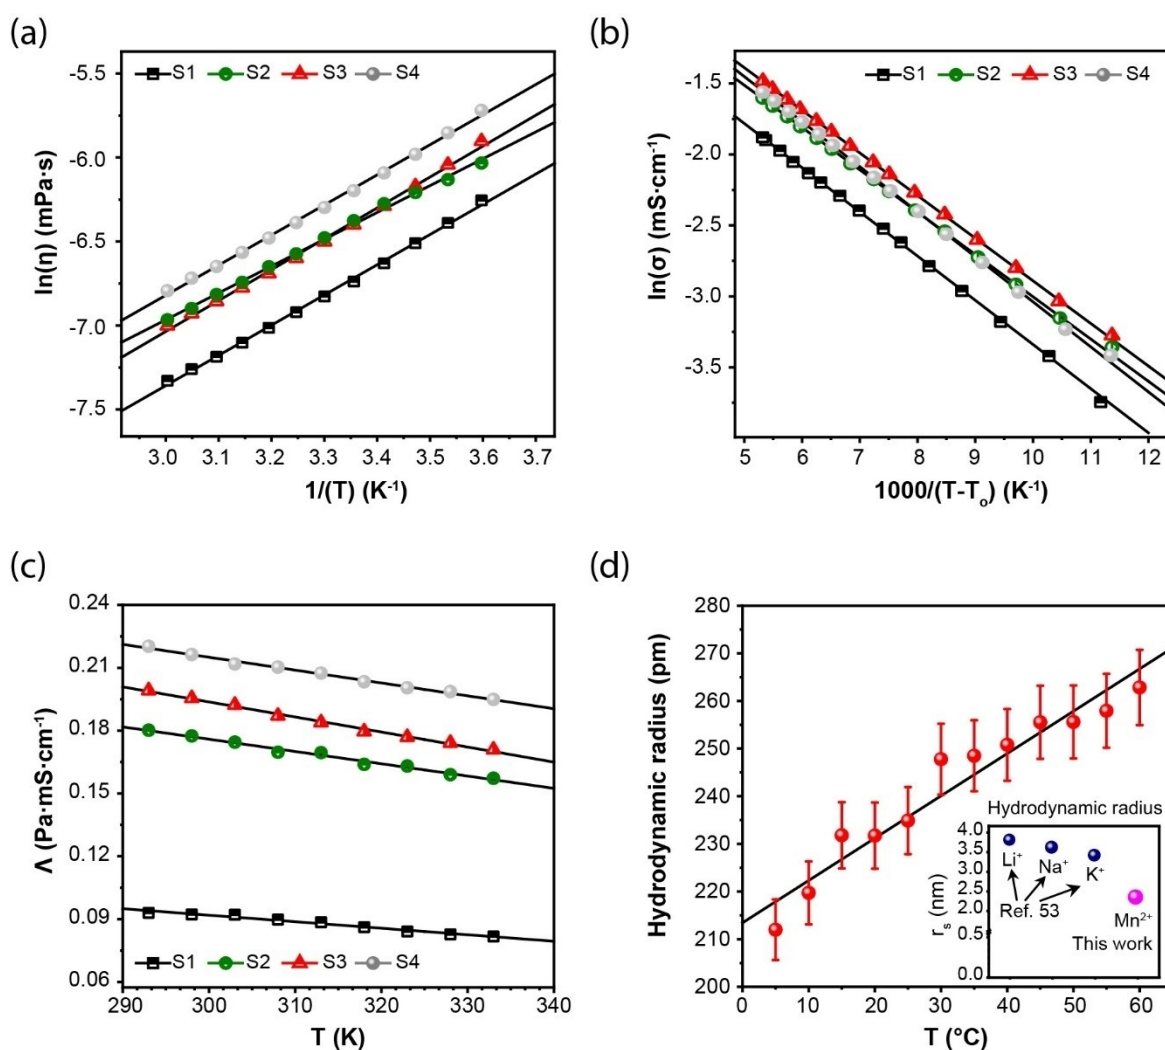 (a)
S1 S2 S3 S4
-5.5
-6.0
-6.5
-7.0
-7.5
ln(η) (mPa·s)
3.0 3.1 3.2 3.3 3.4 3.5 3.6 3.7
1/(T) (K⁻¹)
(b)
S1 S2 S3 S4
-1.5
-2.0
-2.5
-3.0
-3.5
ln(σ) (mS·cm⁻¹)
5 6 7 8 9 10 11 12
1000/(T-Tₒ) (K⁻¹)
(c)
0.24
0.21
0.18
0.12
0.09
0.06
Λ (Pa·mS·cm⁻¹)
S1 S2 S3 S4
290 300 310 320 330 340
T (K)
(d)
280
270
260
250
240
230
220
210
200
Hydrodynamic radius (pm)
0 10 20 30 40 50 60
T (°C)
Hydrodynamic radius
4.0
3.5
3.0
2.5
2.0
0.5
0.0
rₛ (nm)
Li⁺ Na⁺ K⁺
Ref. 53
Mn²⁺
This work